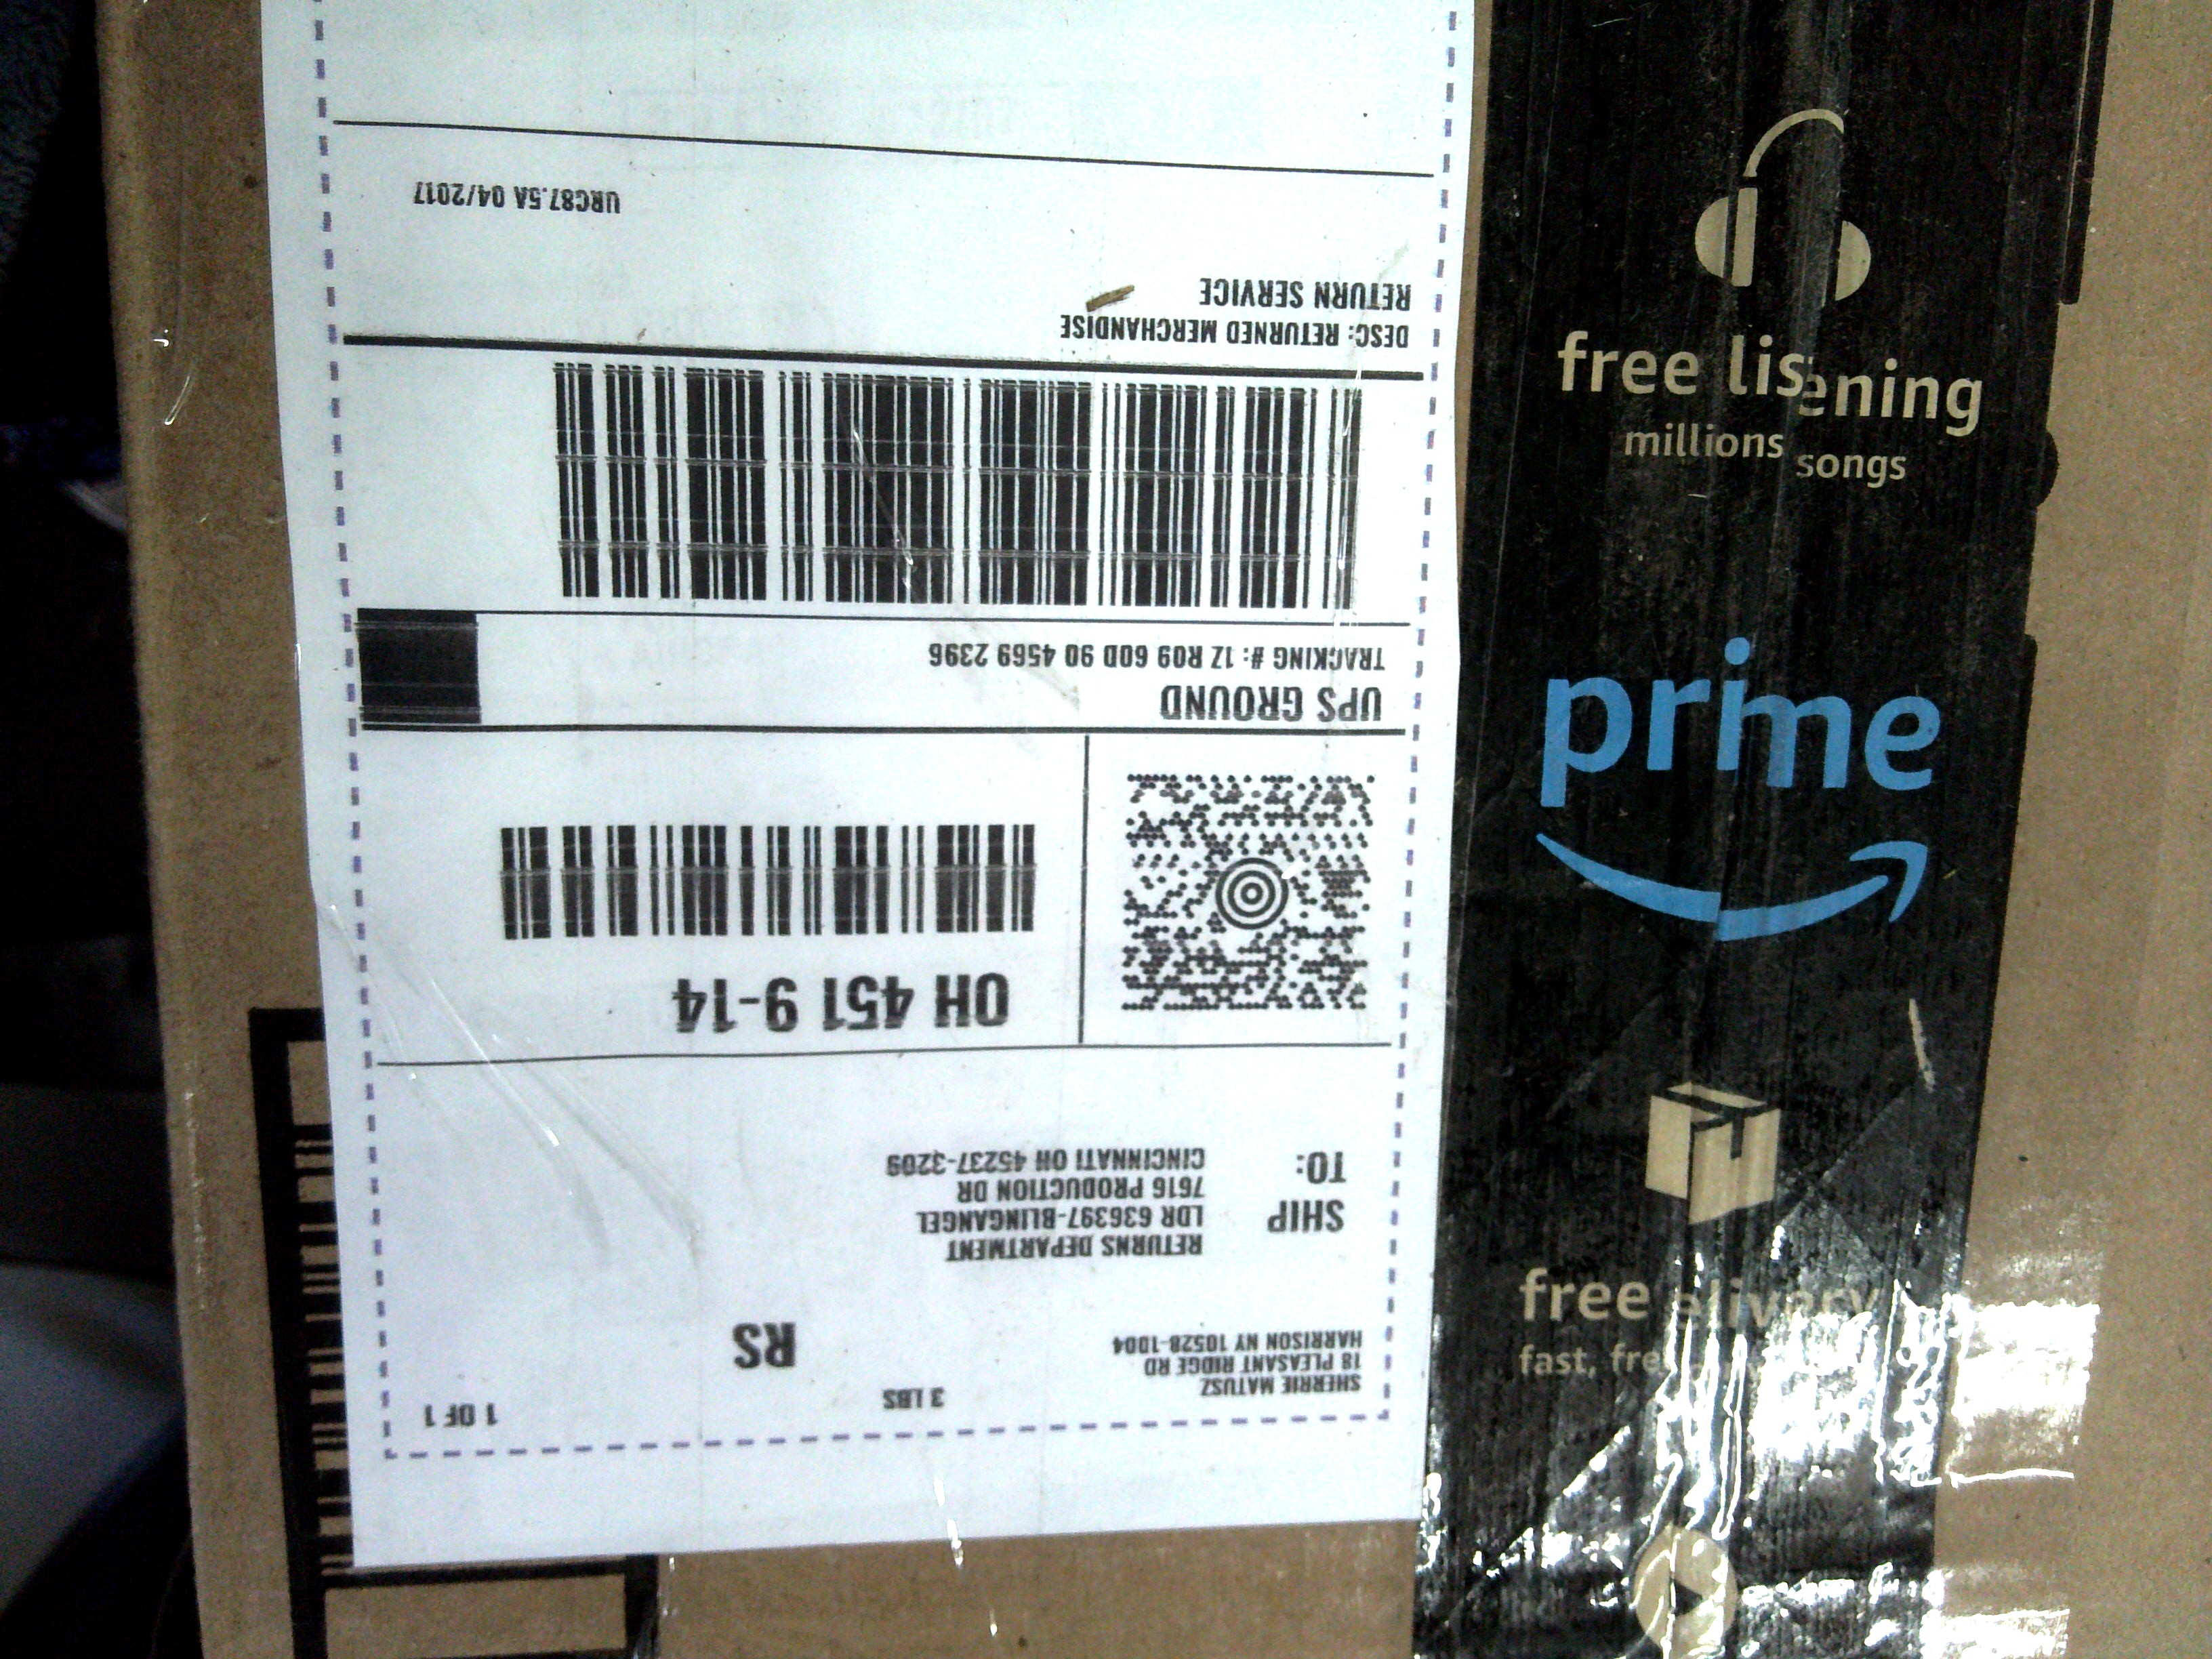 SHERRIE MATUSZ
18 PLEASANT RIDGE RD
HARRISON NY 10528-1004
3 LBS
1 OF 1
RS
SHIP
TO:
RETURNS DEPARTMENT
LDR 636397-BLINGANGEL
7616 PRODUCTION DR
CINCINNATI OH 45237-3209
OH 451 9-14
UPS GROUND
TRACKING #: 1Z R09 60D 90 4569 2396
DESC: RETURNED MERCHANDISE
RETURN SERVICE
URC87.5A 04/2017
free lis ening
millions songs
prime
free elivery
fast, fre